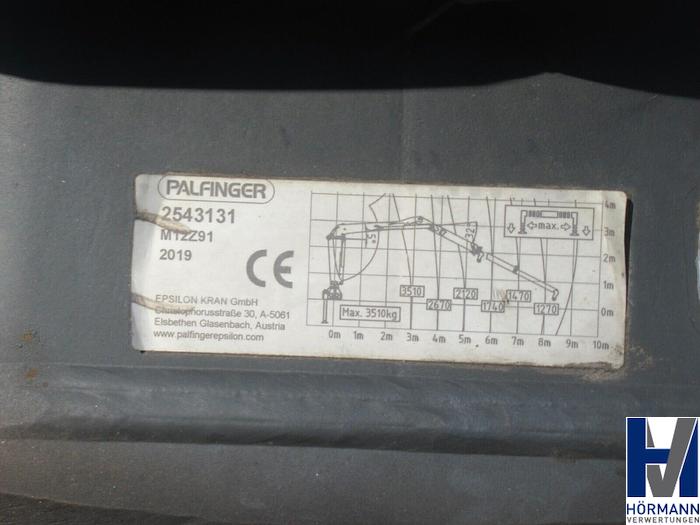 PALFINGER
2543131
M12Z91
2019
CE
EPSILON KRAN GmbH
Christophorusstraße 30, A-5061
Elsbethen Glasenbach, Austria
www.palfingerepsilon.com
4m
3m
2m
1m
0m
max.
32°
5°
3510
2670
2120
1740
1470
1270
Max. 3510kg
0m 1m 2m 3m 4m 5m 6m 7m 8m 9m 10m
HÖRMANN
VERWERTUNGEN